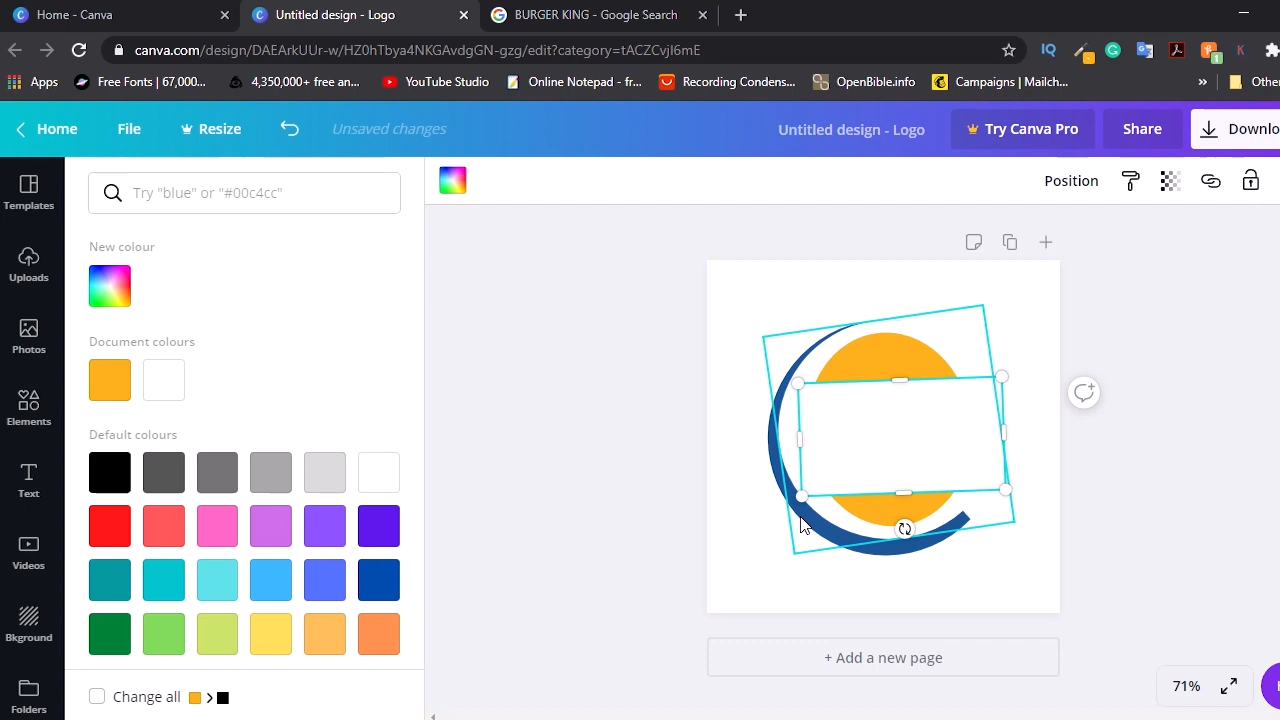 Home - Canva
Untitled design - Logo
BURGER KING - Google Search
canva.com/design/DAEArkUUr-w/HZ0hTbya4NKGAvdgGN-gzg/edit?category=tACZCvjI6mE
IQ
1
K
Apps
Free Fonts | 67,000...
4,350,000+ free an...
YouTube Studio
Online Notepad - fr...
Recording Condens...
OpenBible.info
Campaigns | Mailch...
»
Other
Home
File
Resize
Unsaved changes
Untitled design - Logo
Try Canva Pro
Share
Downlo
Templates
Uploads
Photos
Elements
Text
Videos
Bkground
Folders
Try "blue" or "#00c4cc"
New colour
Document colours
Default colours
Change all
Position
+ Add a new page
71%